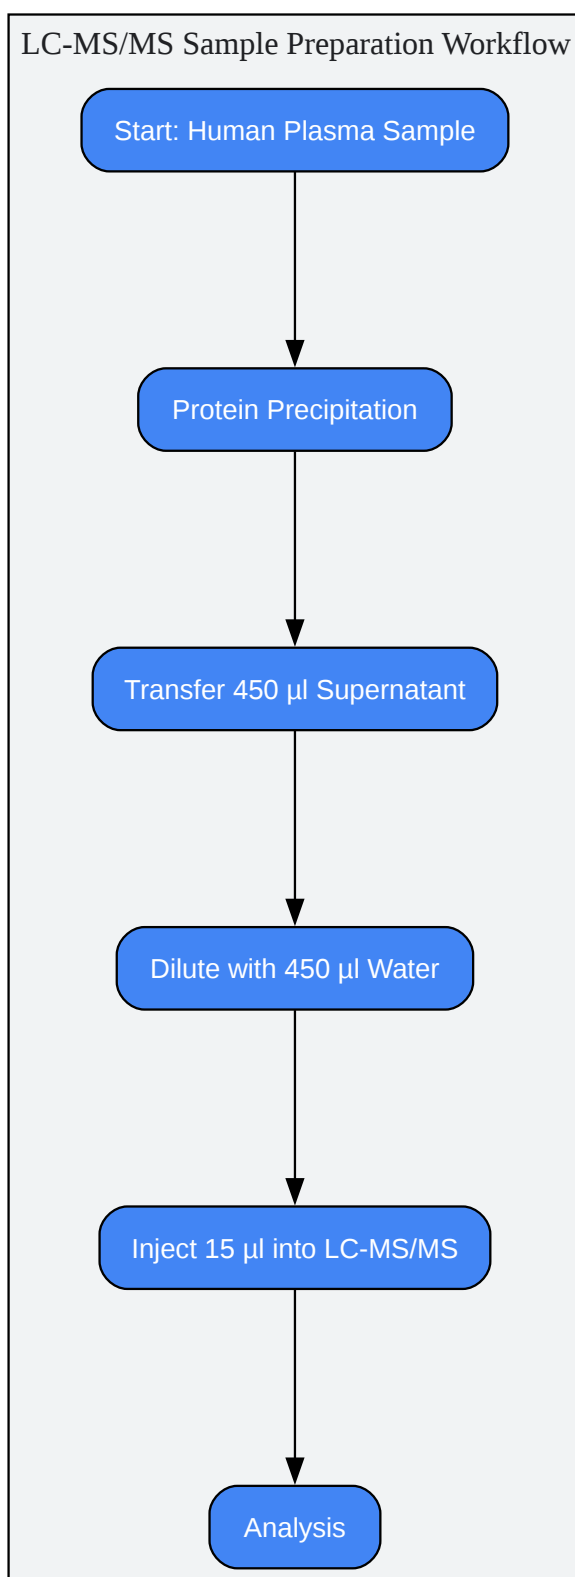 LC-MS/MS Sample Preparation Workflow
Start: Human Plasma Sample
Protein Precipitation
Transfer 450 µl Supernatant
Dilute with 450 µl Water
Inject 15 µl into LC-MS/MS
Analysis